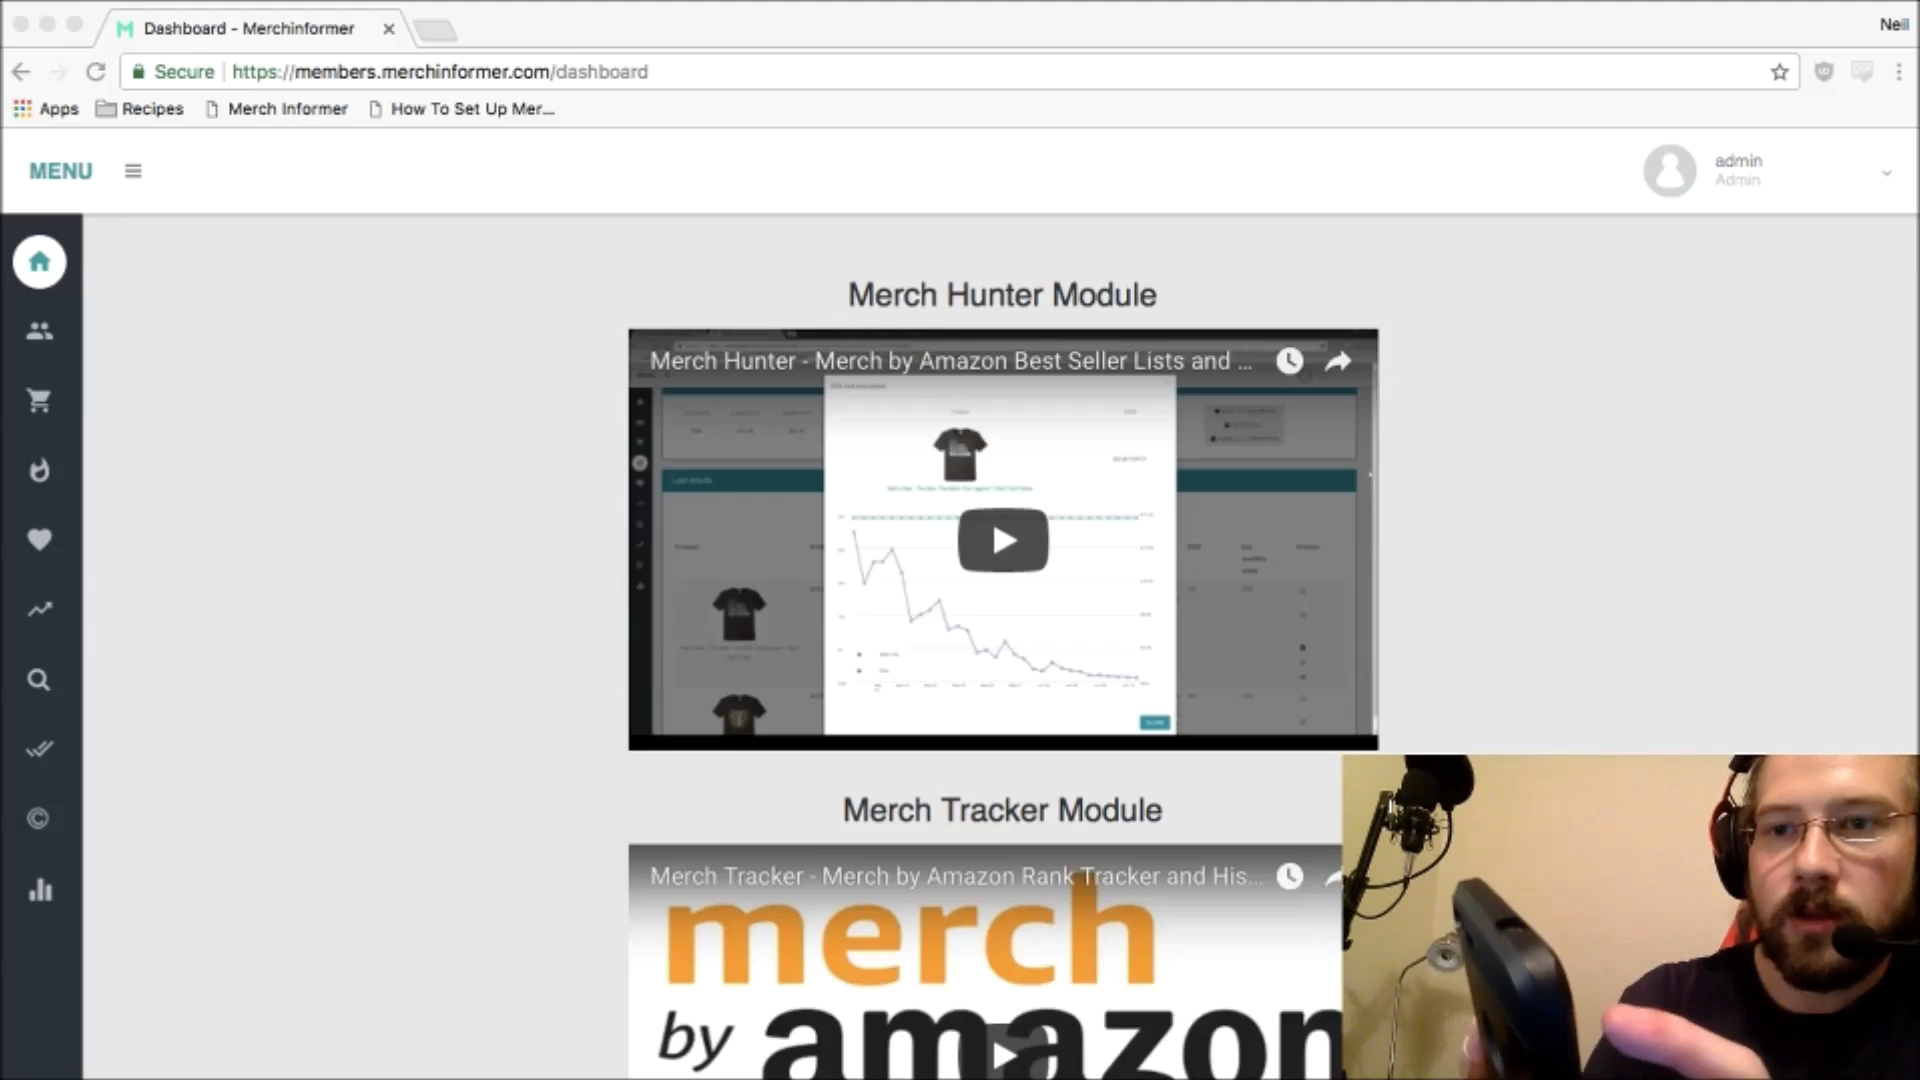 Dashboard - Merchinformer
Neil
Secure
https://members.merchinformer.com/dashboard
Apps
Recipes
Merch Informer
How To Set Up Mer...
MENU
admin
Admin
Merch Hunter Module
Merch Hunter - Merch by Amazon Best Seller Lists and ...
Merch Tracker Module
Merch Tracker - Merch by Amazon Rank Tracker and His...
merch
by amazon